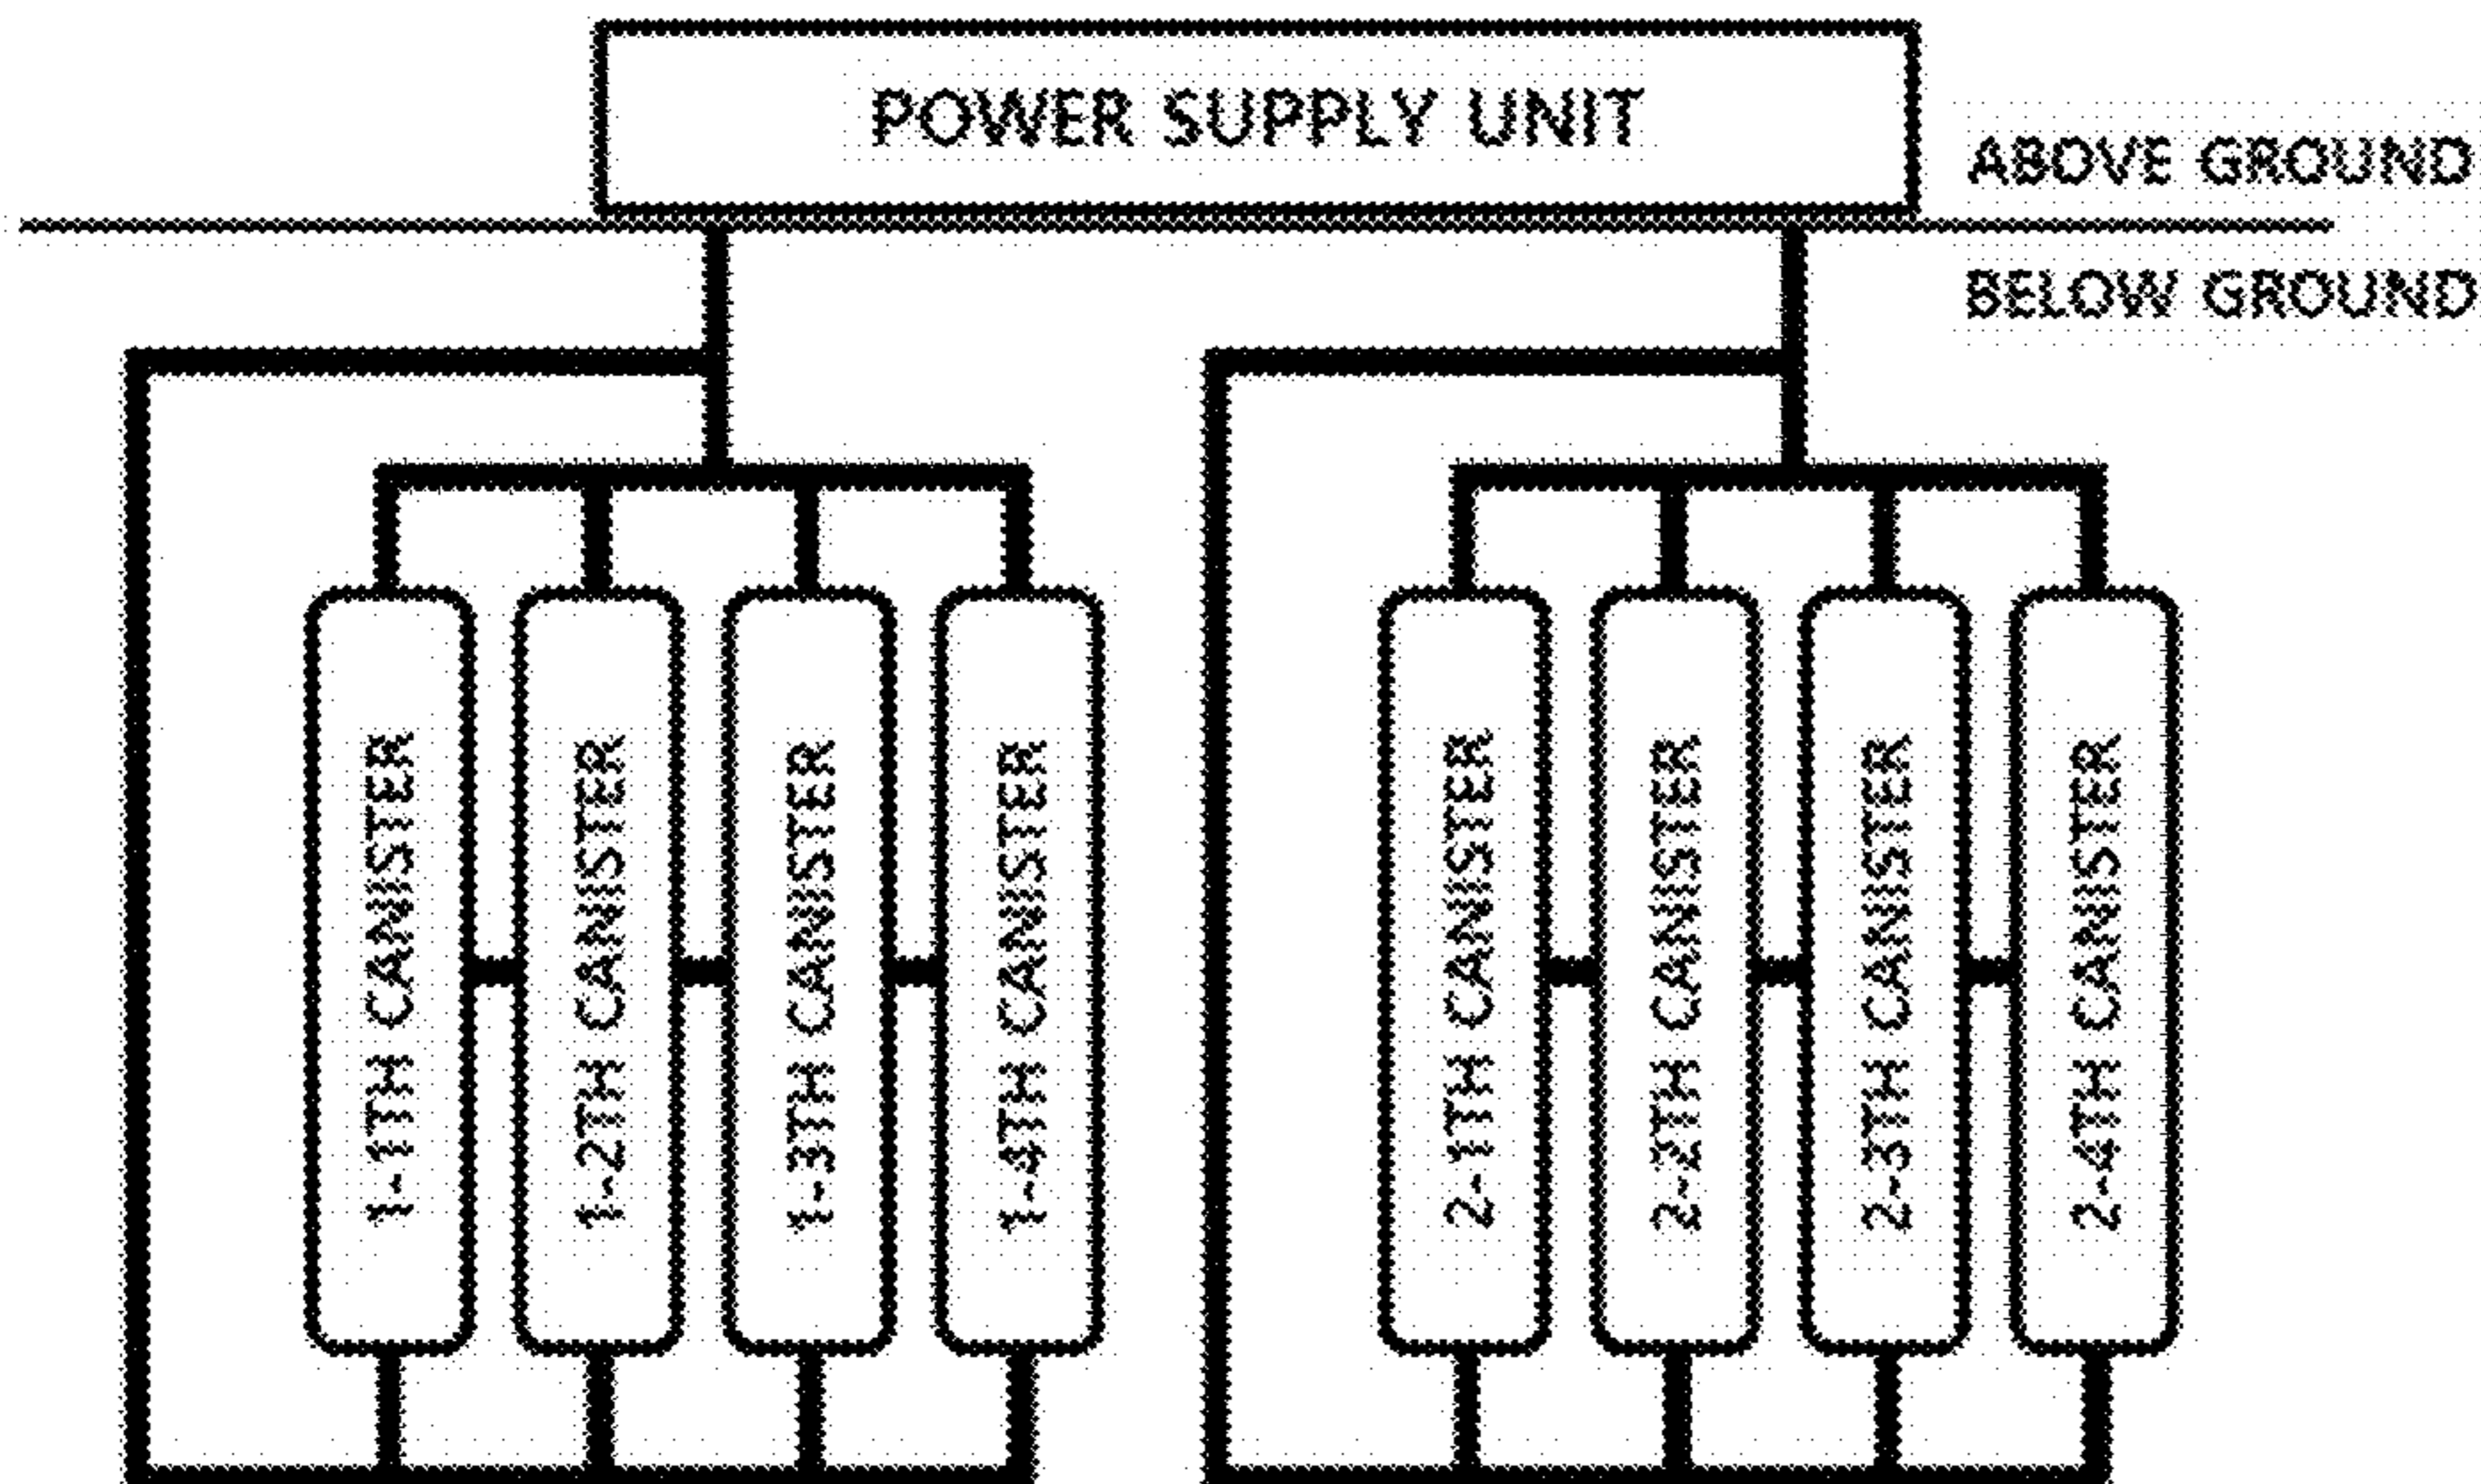 POWER SUPPLY UNIT
ABOVE GROUND
BELOW GROUND
1-1TH CANISTER
1-2TH CANISTER
1-3TH CANISTER
1-4TH CANISTER
2-1TH CANISTER
2-2TH CANISTER
2-3TH CANISTER
2-4TH CANISTER